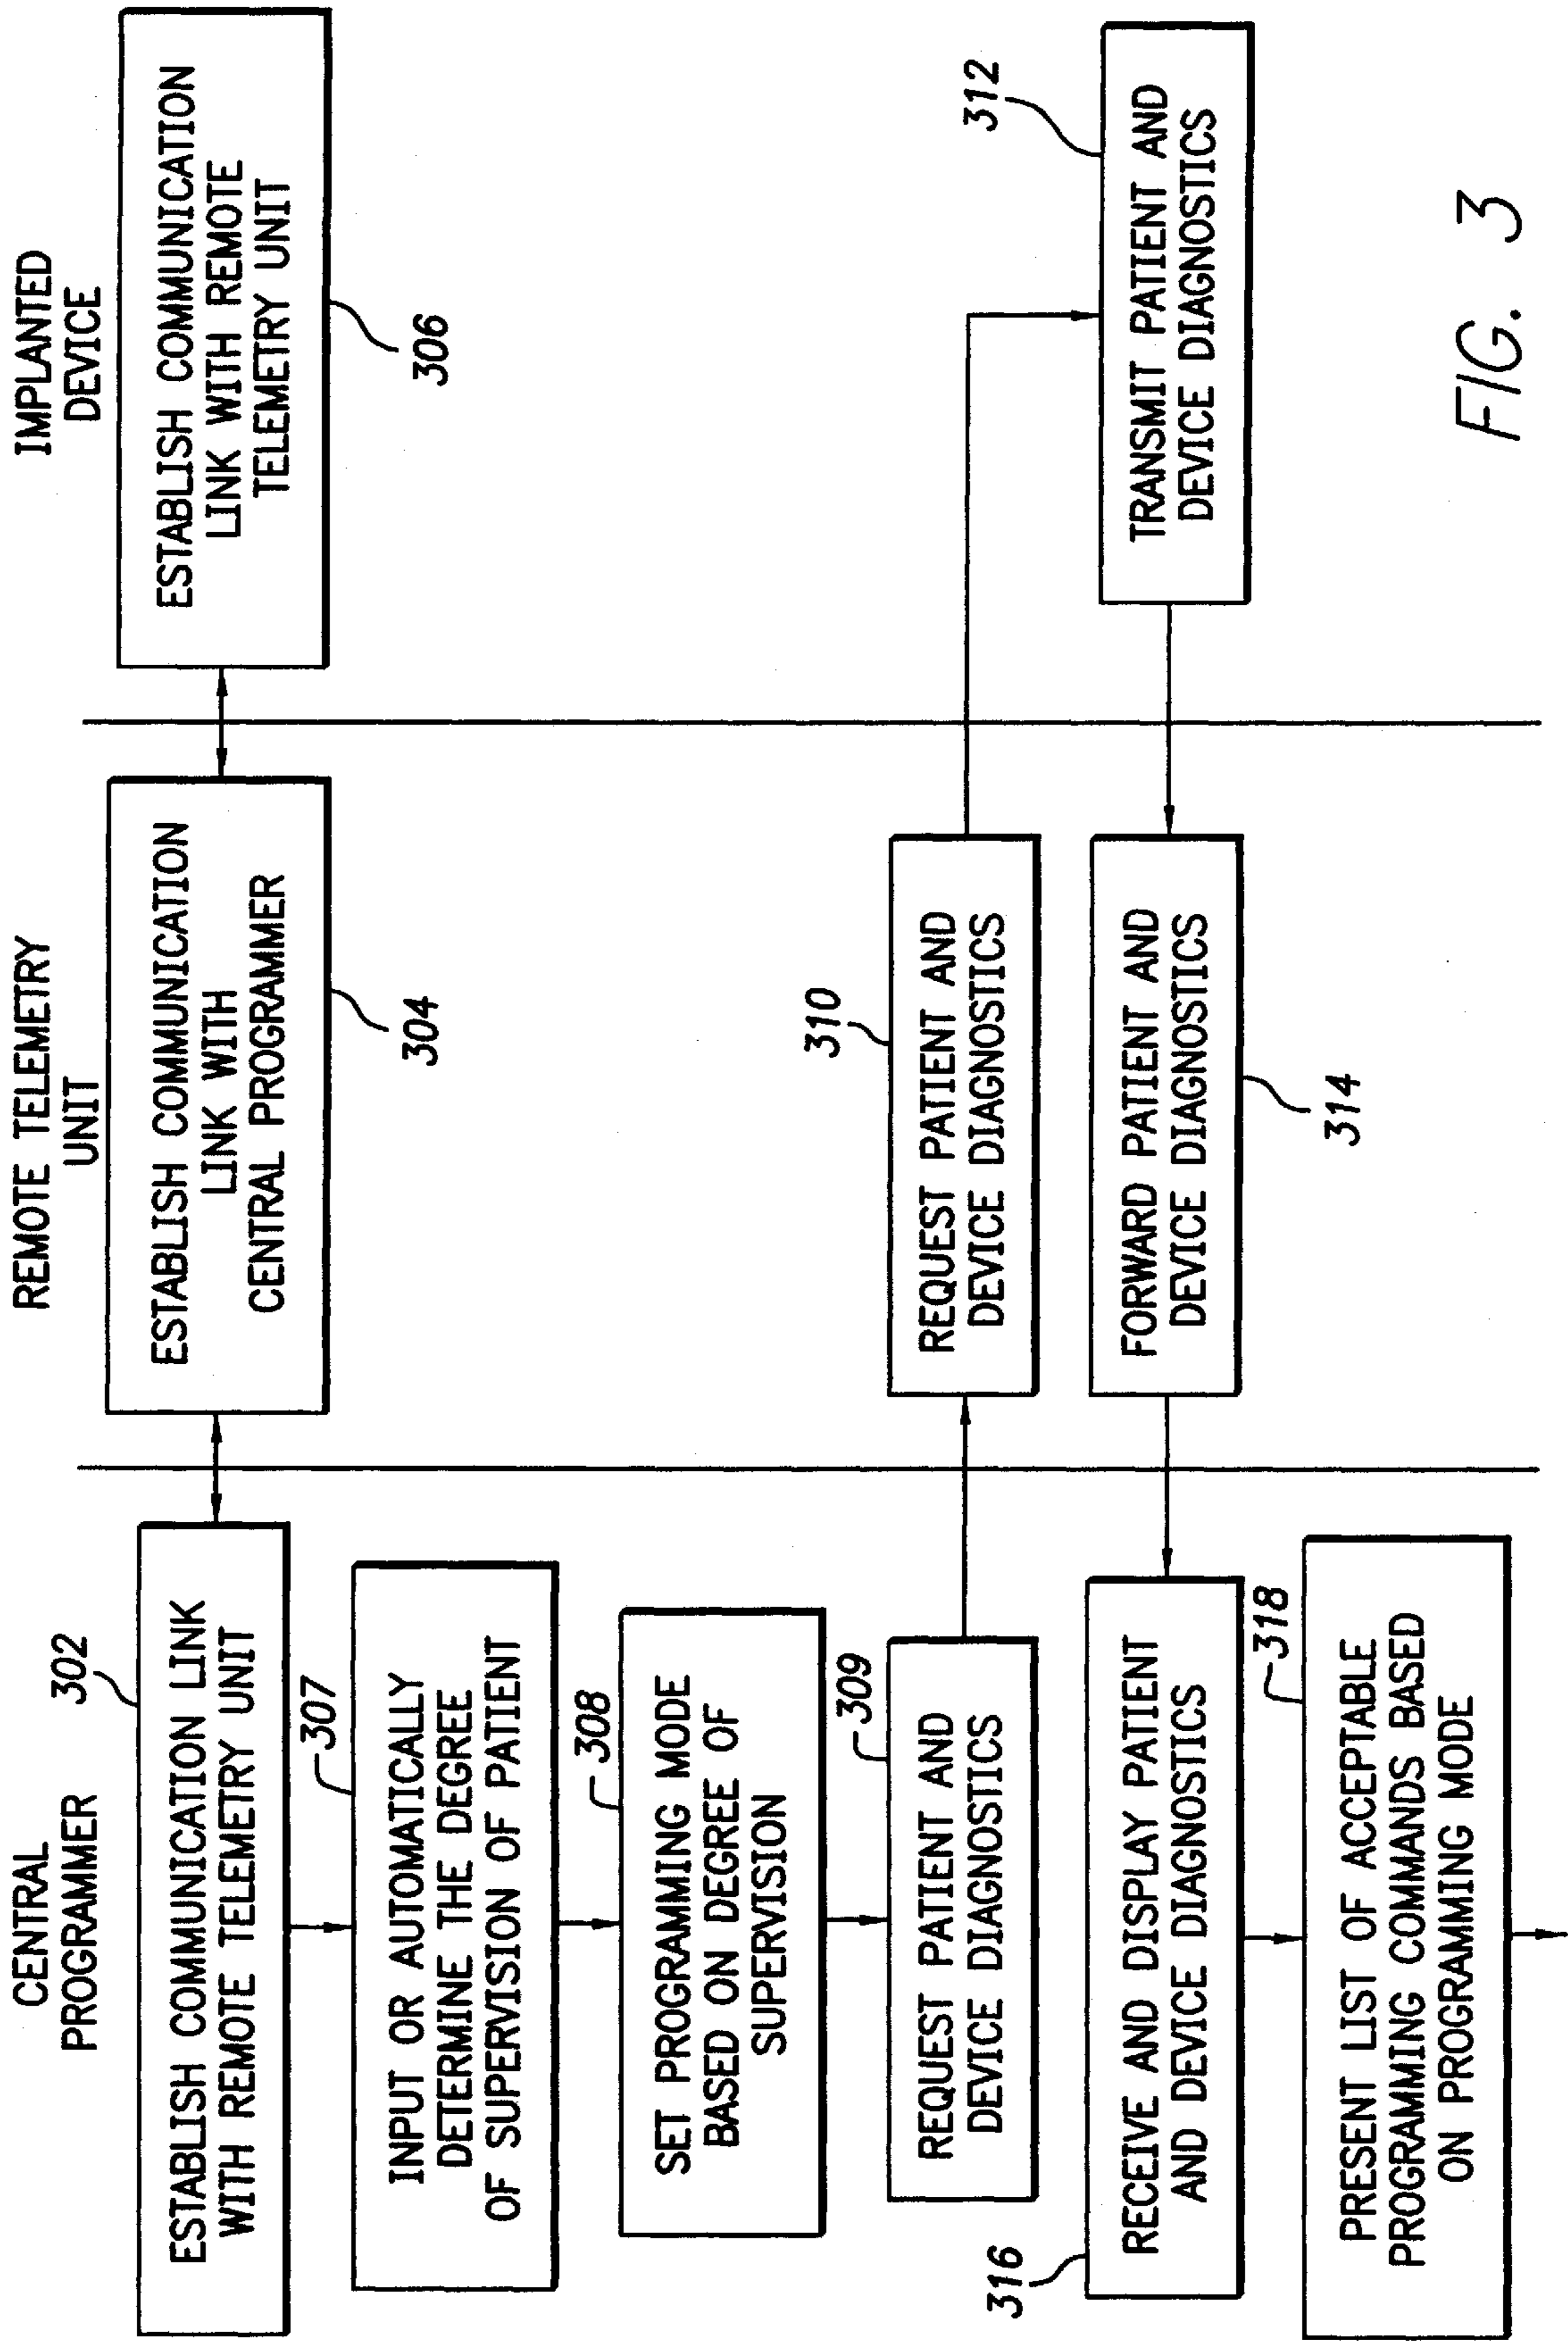 CENTRAL
PROGRAMMER
REMOTE TELEMETRY
UNIT
IMPLANTED
DEVICE
302
ESTABLISH COMMUNICATION LINK
WITH REMOTE TELEMETRY UNIT
ESTABLISH COMMUNICATION
LINK WITH
CENTRAL PROGRAMMER
304
ESTABLISH COMMUNICATION
LINK WITH REMOTE
TELEMETRY UNIT
306
307
INPUT OR AUTOMATICALLY
DETERMINE THE DEGREE
OF SUPERVISION OF PATIENT
308
SET PROGRAMMING MODE
BASED ON DEGREE OF
SUPERVISION
309
REQUEST PATIENT AND
DEVICE DIAGNOSTICS
310
REQUEST PATIENT AND
DEVICE DIAGNOSTICS
312
TRANSMIT PATIENT AND
DEVICE DIAGNOSTICS
FORWARD PATIENT AND
DEVICE DIAGNOSTICS
314
316
RECEIVE AND DISPLAY PATIENT
AND DEVICE DIAGNOSTICS
318
PRESENT LIST OF ACCEPTABLE
PROGRAMMING COMMANDS BASED
ON PROGRAMMING MODE
FIG. 3